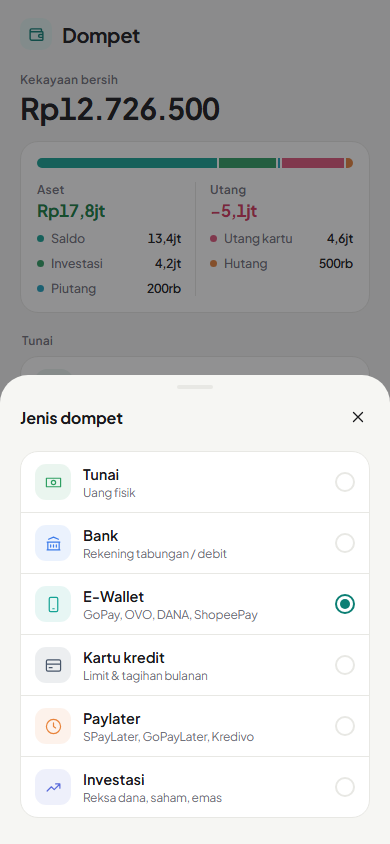 Dompet
Kekayaan bersih
Rp12.726.500
Aset
Rp17,8jt
Saldo 13,4jt
Investasi 4,2jt
Piutang 200rb
Utang
-5,1jt
Utang kartu 4,6jt
Hutang 500rb
Tunai
Jenis dompet
Tunai
Uang fisik
Bank
Rekening tabungan / debit
E-Wallet
GoPay, OVO, DANA, ShopeePay
Kartu kredit
Limit & tagihan bulanan
Paylater
SPayLater, GoPayLater, Kredivo
Investasi
Reksa dana, saham, emas